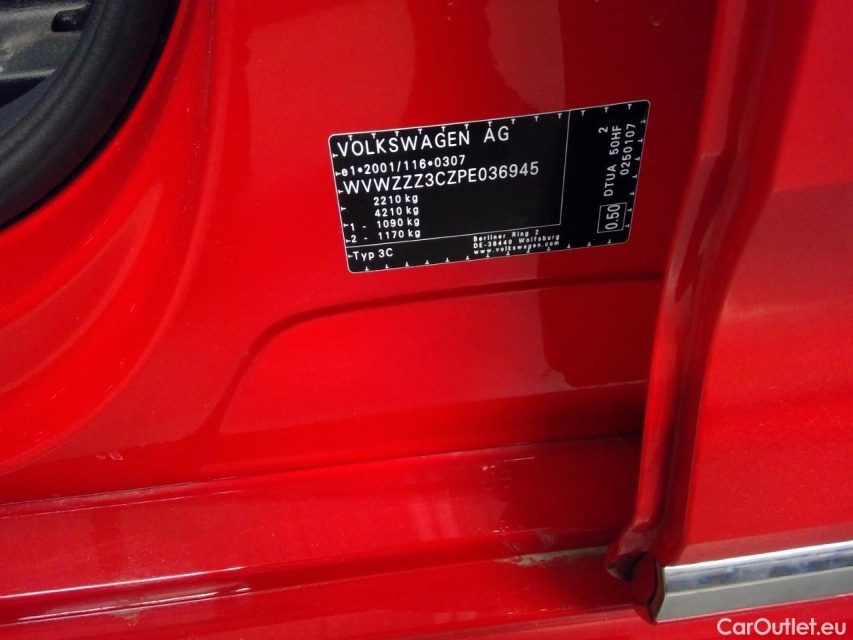 VOLKSWAGEN AG
e1*2001/116*0307
WVWZZZ3CZPE036945
2210 kg
4210 kg
1 - 1090 kg
2 - 1170 kg
Typ 3C
Berliner Ring 2
DE-38440 Wolfsburg
www.volkswagen.com
2
0.50 DTUA 50HF
0250107
CarOutlet.eu